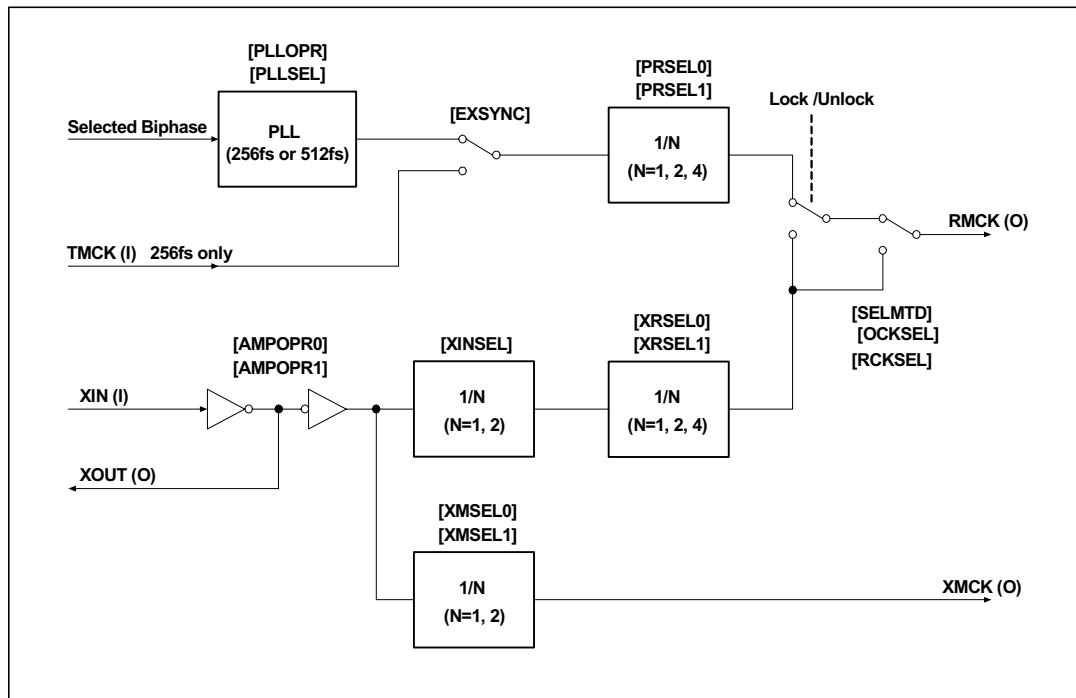 [PLLOPR]
[PLLSEL]
Selected Biphase
PLL
(256fs or 512fs)
[EXSYNC]
[PRSEL0]
[PRSEL1]
1/N
(N=1, 2, 4)
Lock /Unlock
RMCK (O)
TMCK (I) 256fs only
[SELMTD]
[OCKSEL]
[RCKSEL]
[AMPOPR0]
[AMPOPR1]
[XINSEL]
[XRSEL0]
[XRSEL1]
XIN (I)
1/N
(N=1, 2)
1/N
(N=1, 2, 4)
XOUT (O)
[XMSEL0]
[XMSEL1]
1/N
(N=1, 2)
XMCK (O)